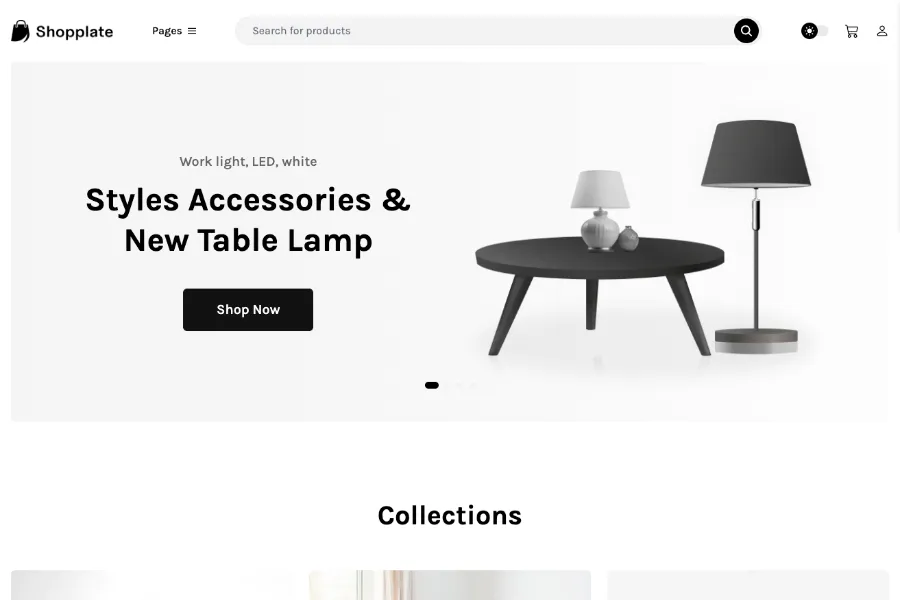 Shopplate
Pages
Search for products
Work light, LED, white
Styles Accessories &
New Table Lamp
Shop Now
Collections